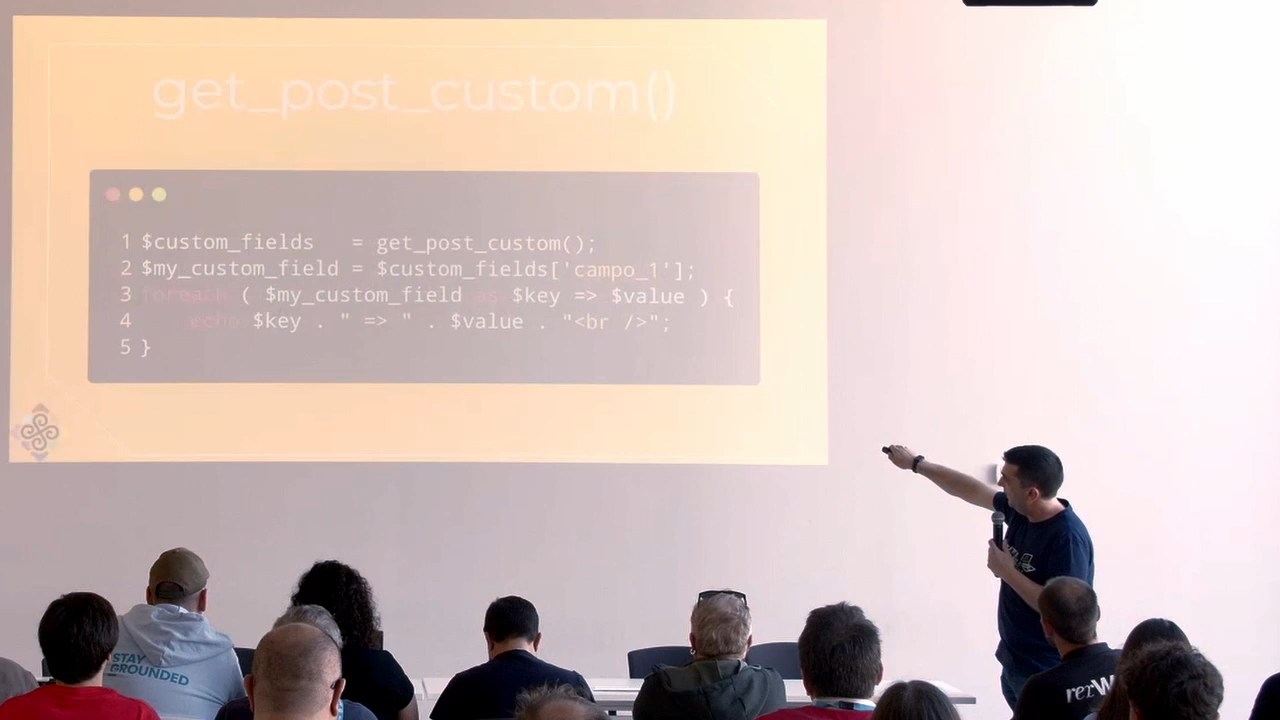 get_post_custom()
1 $custom_fields   = get_post_custom();
2 $my_custom_field = $custom_fields['campo_1'];
3 foreach ( $my_custom_field as $key => $value ) {
4     echo $key . " => " . $value . "<br />";
5 }
STAY
GROUNDED